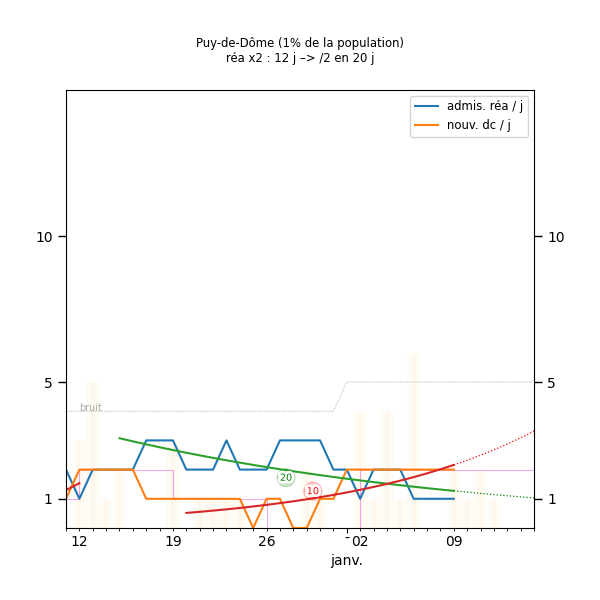 Puy-de-Dôme (1% de la population)
réa x2 : 12 j –> /2 en 20 j
admis. réa / j
nouv. dc / j
10 10
5 5
bruit
20
10
1 1
12 19 26 02 09
janv.